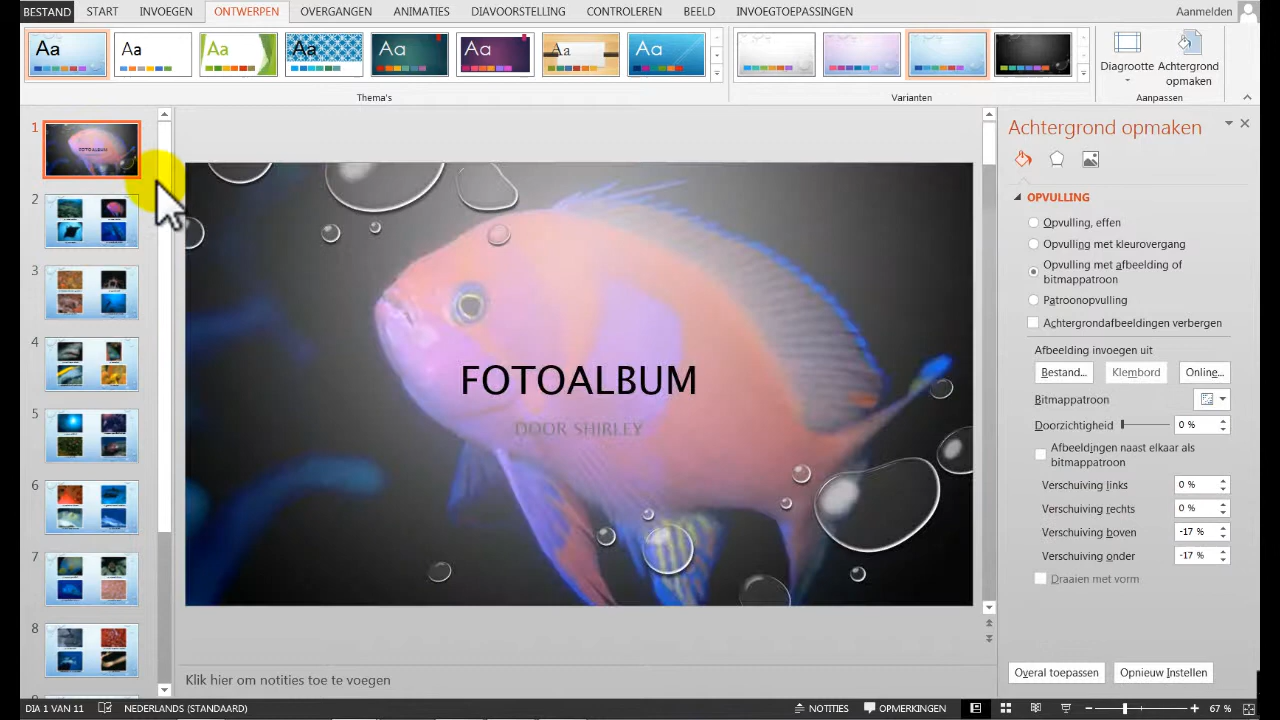 BESTAND START INVOEGEN ONTWERPEN OVERGANGEN ANIMATIES DIAVOORSTELLING CONTROLEREN BEELD INVOEGTOEPASSINGEN Aanmelden
Aa Aa Aa Aa Aa Aa Aa Aa
Diagrootte Achtergrond opmaken
Thema's Varianten Aanpassen
1
2
3
4
5
6
7
8
FOTOALBUM
DOOR SHIRLEY
Klik hier om notities toe te voegen
Achtergrond opmaken
OPVULLING
Opvulling, effen
Opvulling met kleurovergang
Opvulling met afbeelding of
bitmappatroon
Patroonopvulling
Achtergrondafbeeldingen verbergen
Afbeelding invoegen uit
Bestand... Klembord Online...
Bitmappatroon
Doorzichtigheid 0 %
Afbeeldingen naast elkaar als
bitmappatroon
Verschuiving links 0 %
Verschuiving rechts 0 %
Verschuiving boven -17 %
Verschuiving onder -17 %
Draaien met vorm
Overal toepassen Opnieuw Instellen
DIA 1 VAN 11 NEDERLANDS (STANDAARD) NOTITIES OPMERKINGEN 67 %